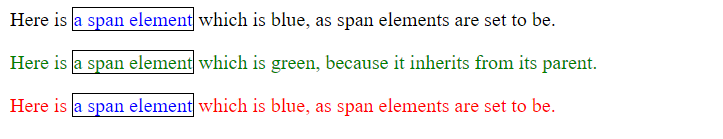 Here is a span element which is blue, as span elements are set to be.
Here is a span element which is green, because it inherits from its parent.
Here is a span element which is blue, as span elements are set to be.